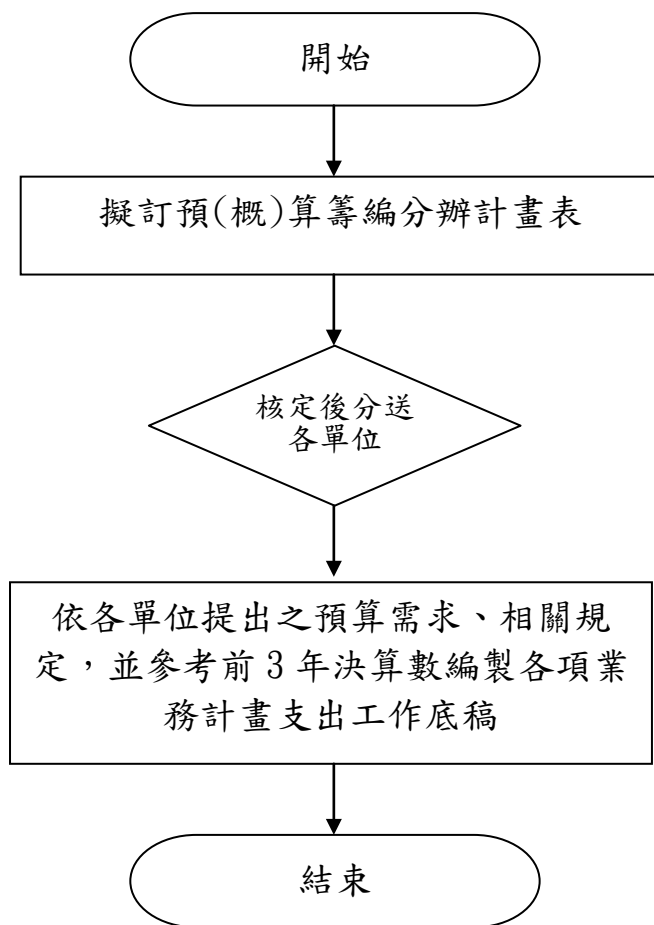 開始
擬訂預(概)算籌編分辦計畫表
核定後分送
各單位
依各單位提出之預算需求、相關規
定，並參考前 3 年決算數編製各項業
務計畫支出工作底稿
結束